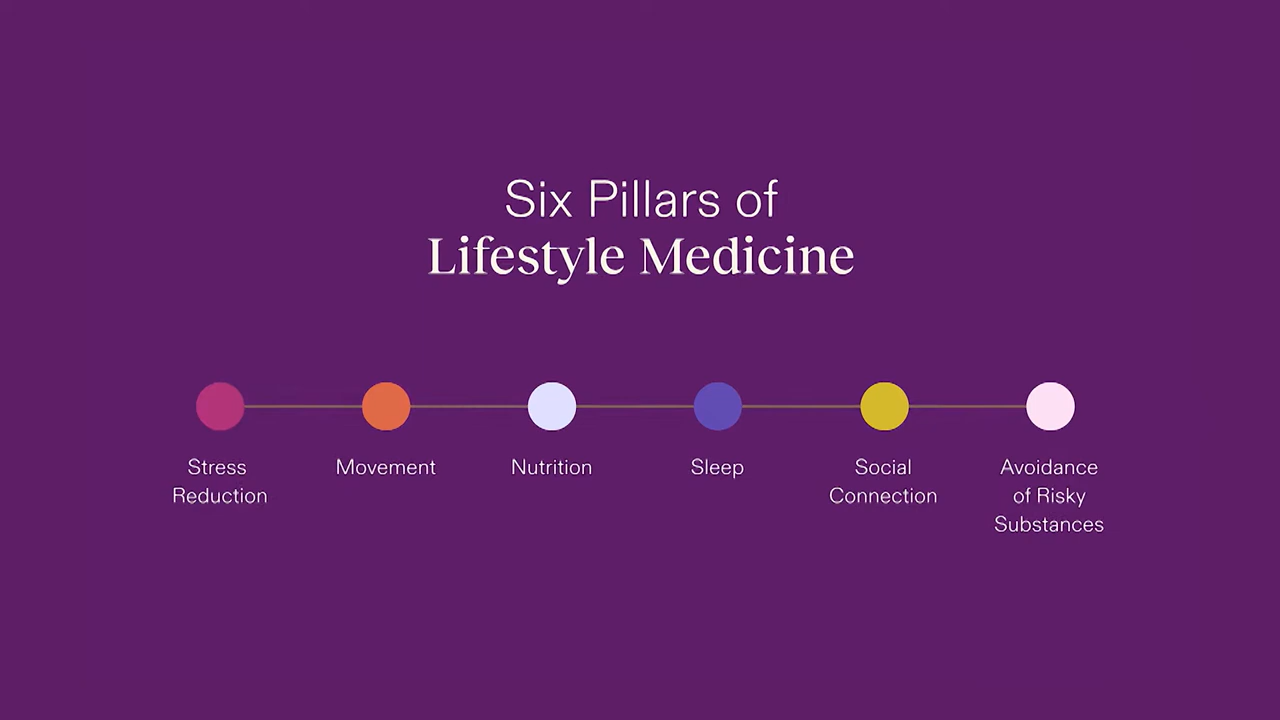 Six Pillars of
Lifestyle Medicine
Stress
Reduction
Movement
Nutrition
Sleep
Social
Connection
Avoidance
of Risky
Substances